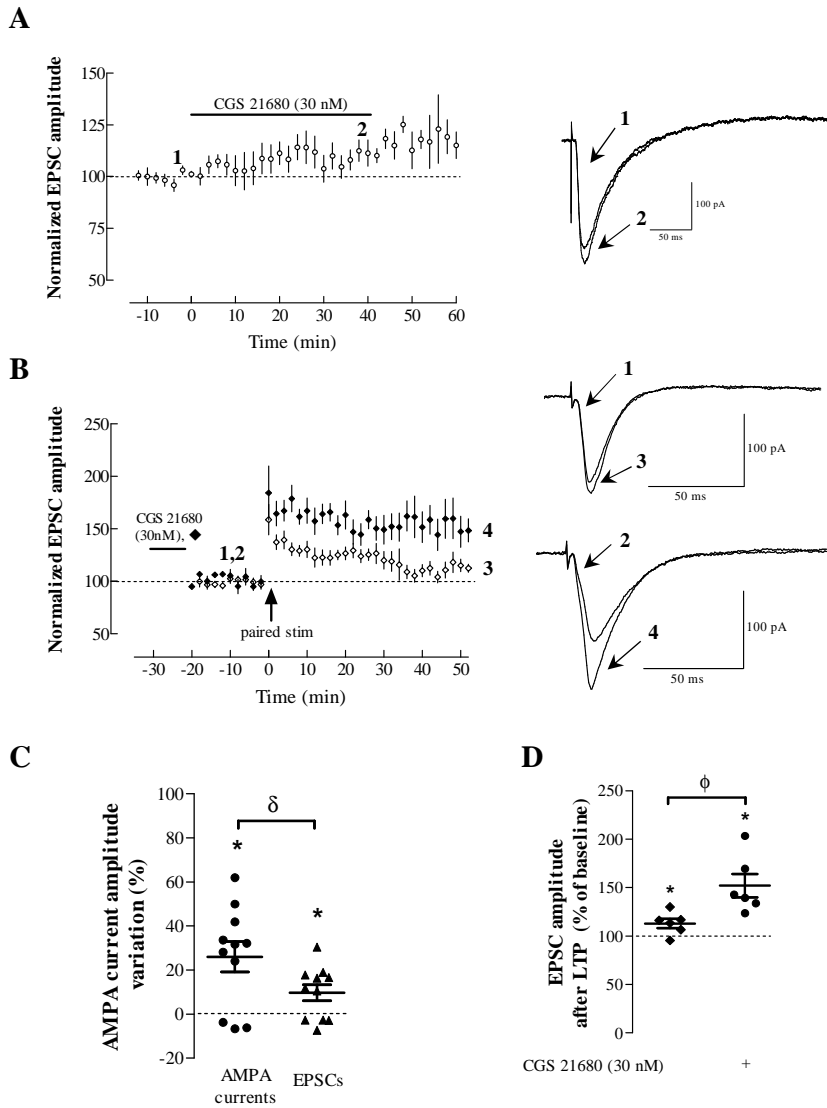 A
Normalized EPSC amplitude
150
125
100
75
50
CGS 21680 (30 nM)
1
2
-10 0 10 20 30 40 50 60
Time (min)
1
2
100 pA
50 ms
B
Normalized EPSC amplitude
250
200
150
100
50
CGS 21680
(30nM),
1,2
4
3
paired stim
-30 -20 -10 0 10 20 30 40 50
Time (min)
1
3
100 pA
50 ms
2
4
100 pA
50 ms
C
AMPA current amplitude
variation (%)
100
80
60
40
20
0
-20
δ
*
*
AMPA
currents
EPSCs
D
EPSC amplitude
after LTP (% of baseline)
250
200
150
100
50
0
ϕ
*
*
CGS 21680 (30 nM) +